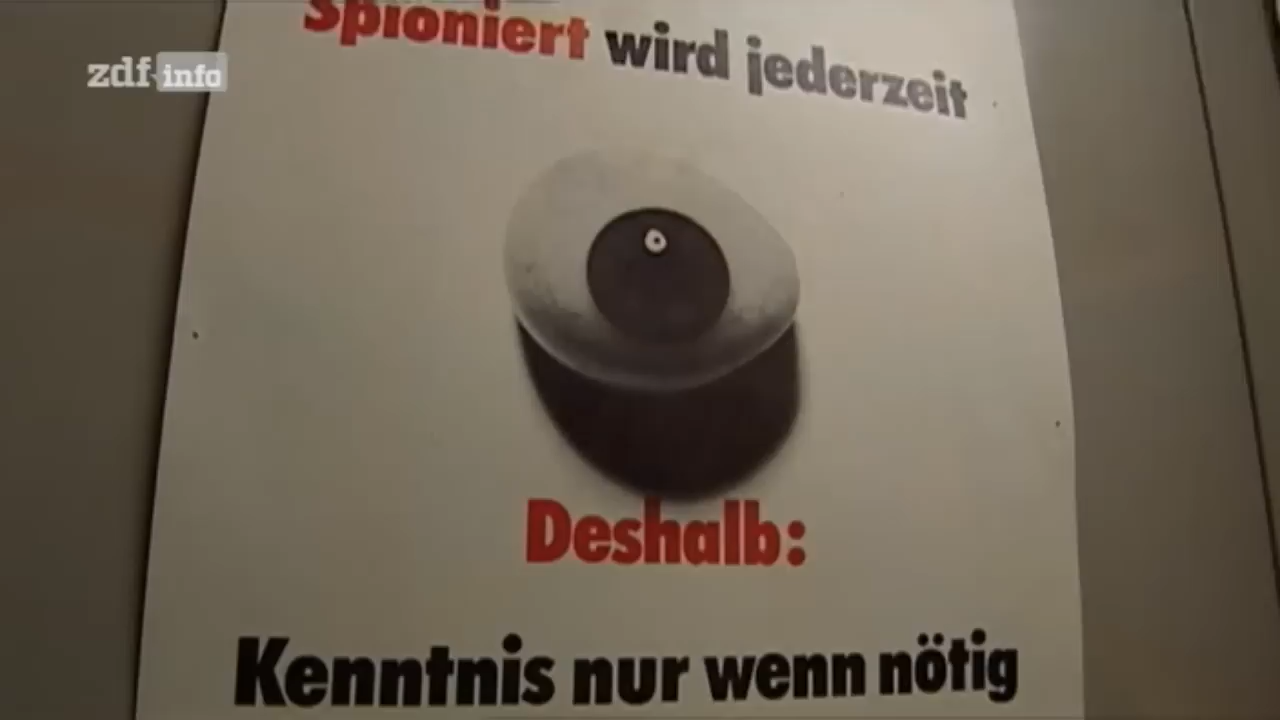 Spioniert wird jederzeit
zdf info
Deshalb:
Kenntnis nur wenn nötig